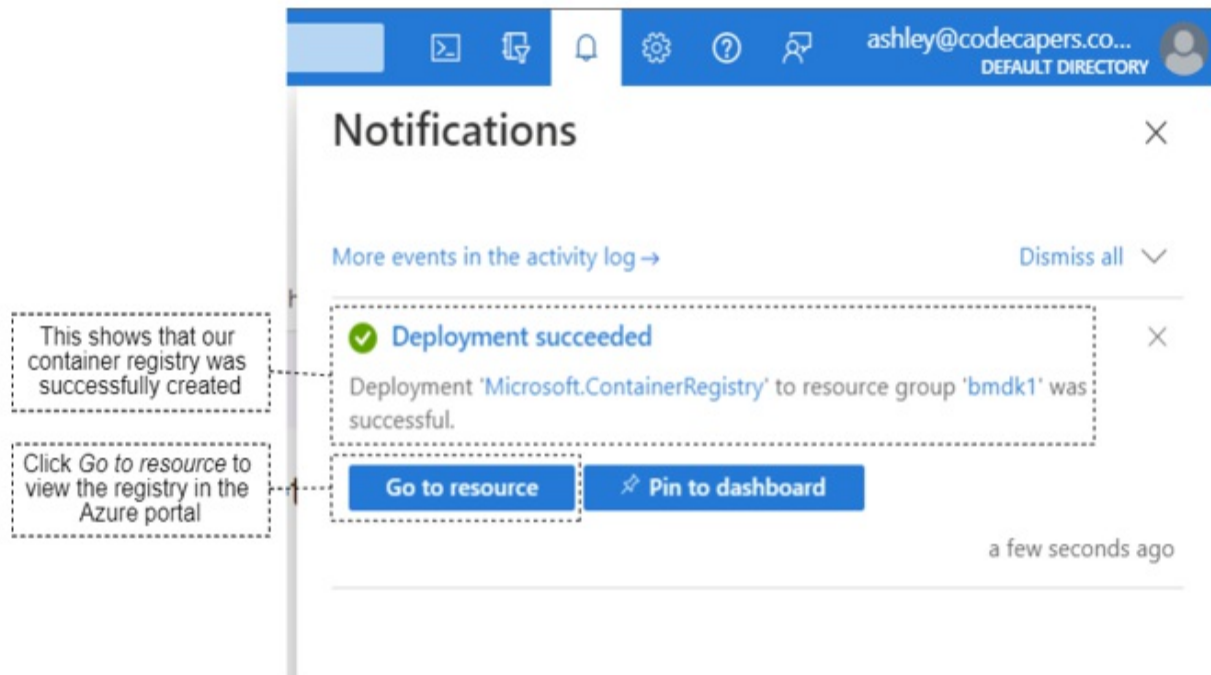 ashley@codecapers.co...
DEFAULT DIRECTORY
Notifications
More events in the activity log →
Dismiss all
This shows that our
container registry was
successfully created
Deployment succeeded
Deployment 'Microsoft.ContainerRegistry' to resource group 'bmdk1' was
successful.
Click Go to resource to
view the registry in the
Azure portal
Go to resource
Pin to dashboard
a few seconds ago